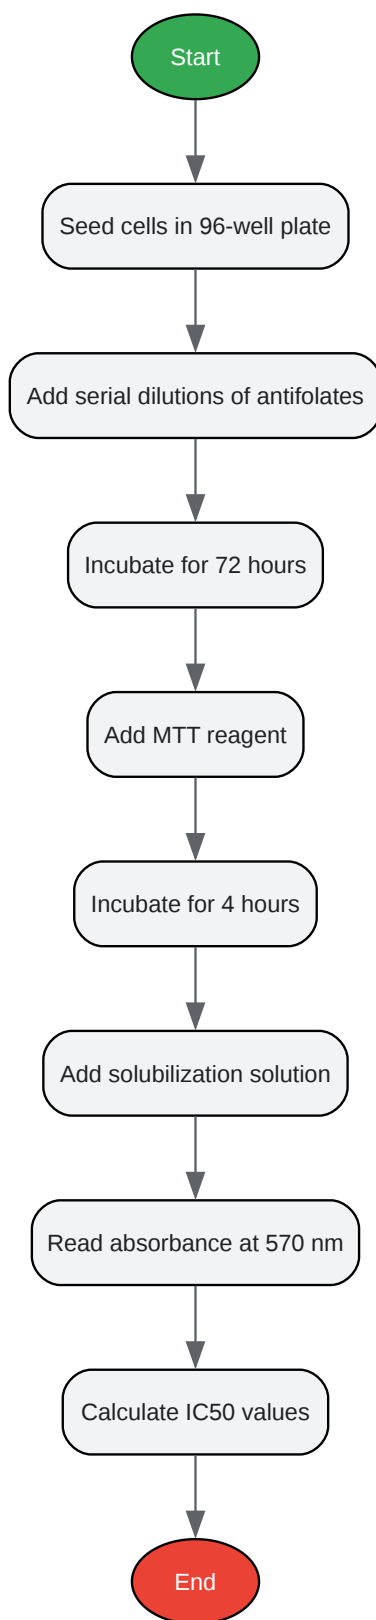 Start
Seed cells in 96-well plate
Add serial dilutions of antifolates
Incubate for 72 hours
Add MTT reagent
Incubate for 4 hours
Add solubilization solution
Read absorbance at 570 nm
Calculate IC50 values
End